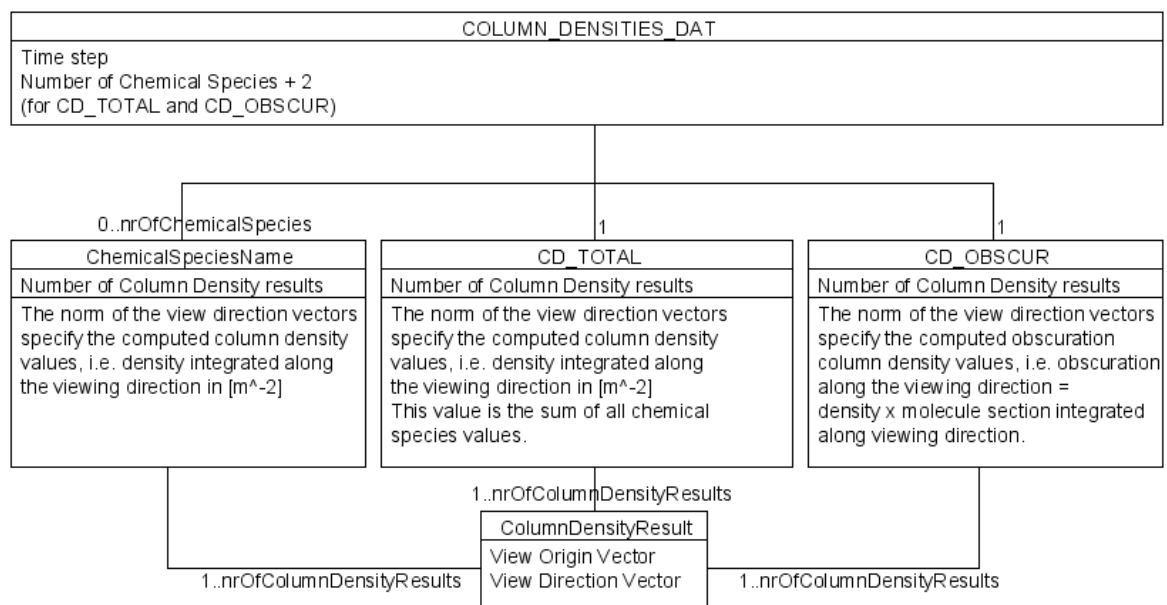 COLUMN_DENSITIES_DAT
Time step
Number of Chemical Species + 2
(for CD_TOTAL and CD_OBSCUR)
0..nrOfChemicalSpecies
1
1
ChemicalSpeciesName
Number of Column Density results
The norm of the view direction vectors
specify the computed column density
values, i.e. density integrated along
the viewing direction in [m^-2]
CD_TOTAL
Number of Column Density results
The norm of the view direction vectors
specify the computed column density
values, i.e. density integrated along
the viewing direction in [m^-2]
This value is the sum of all chemical
species values.
CD_OBSCUR
Number of Column Density results
The norm of the view direction vectors
specify the computed obscuration
column density values, i.e. obscuration
along the viewing direction =
density x molecule section integrated
along viewing direction.
1..nrOfColumnDensityResults
ColumnDensityResult
View Origin Vector
View Direction Vector
1..nrOfColumnDensityResults
1..nrOfColumnDensityResults